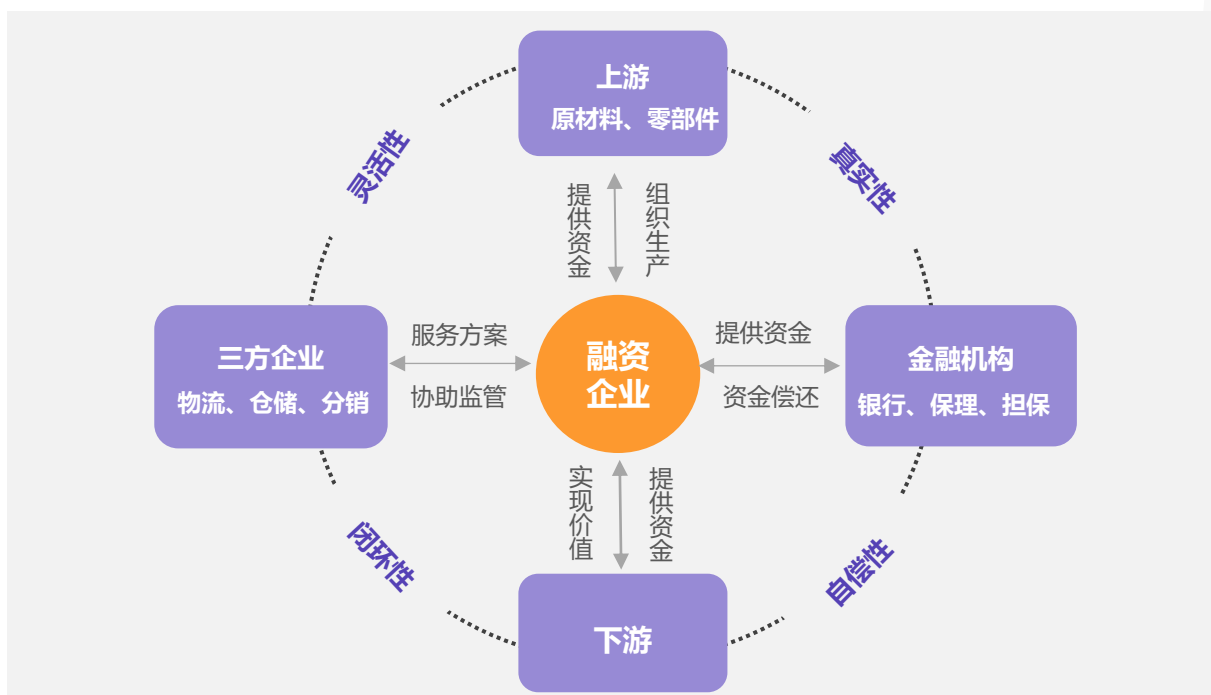 上游
原材料、零部件
灵活性
真实性
提供资金
组织生产
三方企业
物流、仓储、分销
服务方案
协助监管
融资
企业
提供资金
资金偿还
金融机构
银行、保理、担保
实现价值
提供资金
闭环性
自偿性
下游